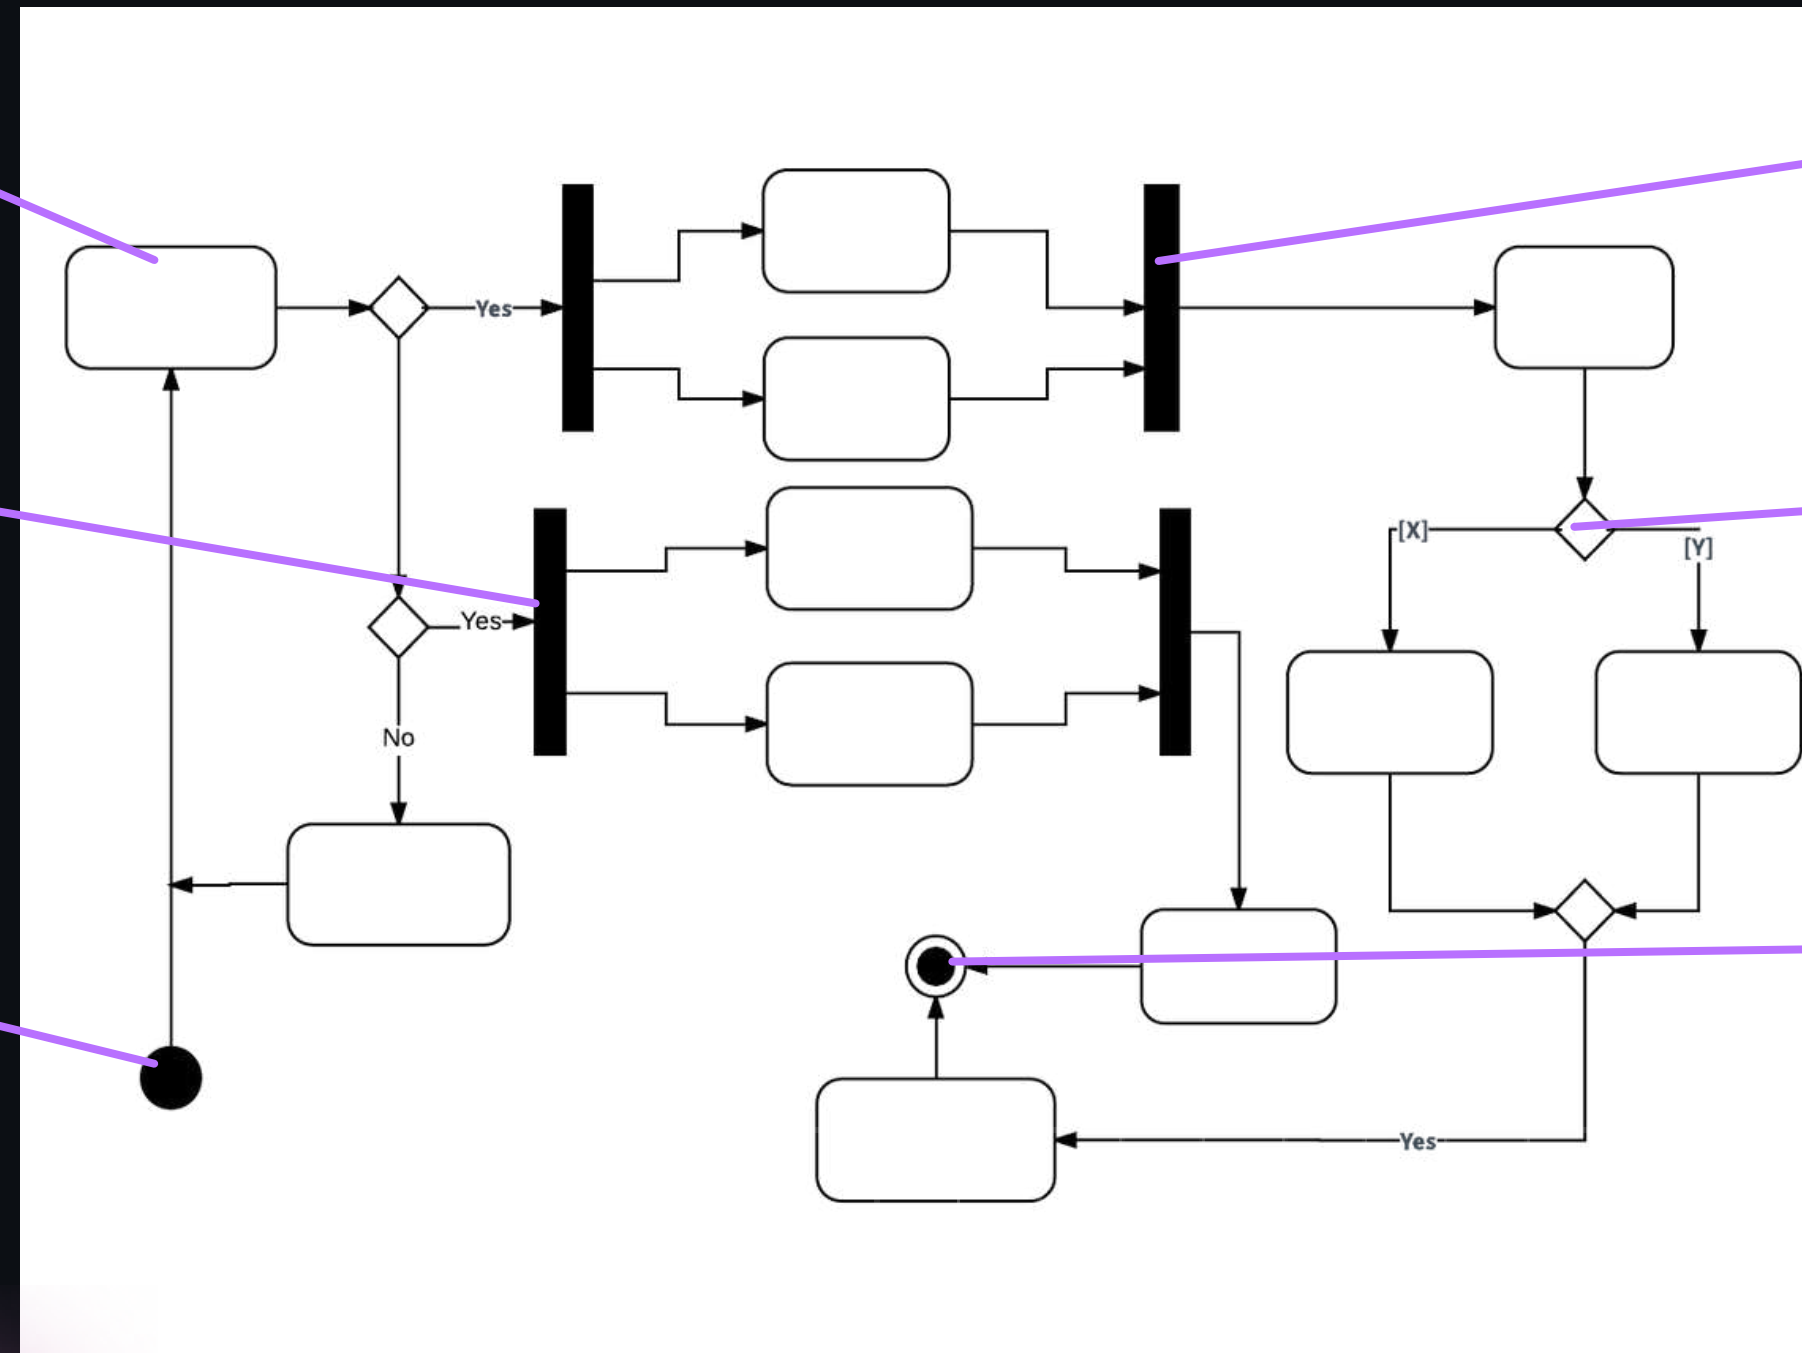 Yes
[X]
[Y]
Yes
No
Yes